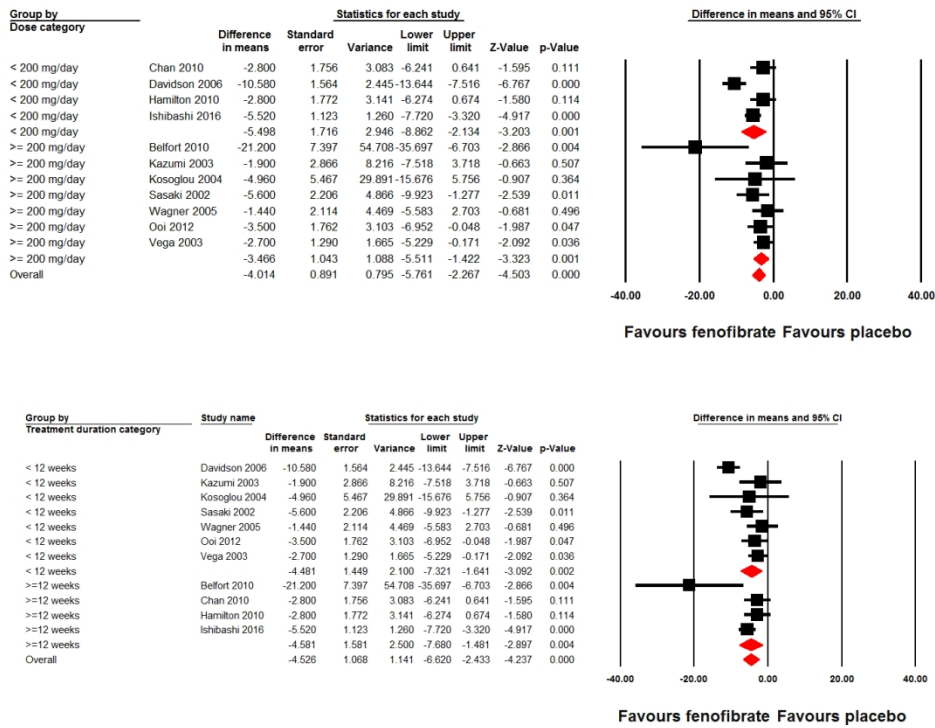 Group by Statistics for each study Difference in means and 95% CI
Dose category
Difference Standard Lower Upper
in means error Variance limit limit Z-Value p-Value
< 200 mg/day Chan 2010 -2.800 1.756 3.083 -6.241 0.641 -1.595 0.111
< 200 mg/day Davidson 2006 -10.580 1.564 2.445 -13.644 -7.516 -6.767 0.000
< 200 mg/day Hamilton 2010 -2.800 1.772 3.141 -6.274 0.674 -1.580 0.114
< 200 mg/day Ishibashi 2016 -5.520 1.123 1.260 -7.720 -3.320 -4.917 0.000
< 200 mg/day -5.498 1.716 2.946 -8.862 -2.134 -3.203 0.001
>= 200 mg/day Belfort 2010 -21.200 7.397 54.708 -35.697 -6.703 -2.866 0.004
>= 200 mg/day Kazumi 2003 -1.900 2.866 8.216 -7.518 3.718 -0.663 0.507
>= 200 mg/day Kosoglou 2004 -4.960 5.467 29.891 -15.676 5.756 -0.907 0.364
>= 200 mg/day Sasaki 2002 -5.600 2.206 4.866 -9.923 -1.277 -2.539 0.011
>= 200 mg/day Wagner 2005 -1.440 2.114 4.469 -5.583 2.703 -0.681 0.496
>= 200 mg/day Ooi 2012 -3.500 1.762 3.103 -6.952 -0.048 -1.987 0.047
>= 200 mg/day Vega 2003 -2.700 1.290 1.665 -5.229 -0.171 -2.092 0.036
>= 200 mg/day -3.466 1.043 1.088 -5.511 -1.422 -3.323 0.001
Overall -4.014 0.891 0.795 -5.761 -2.267 -4.503 0.000
-40.00 -20.00 0.00 20.00 40.00
Favours fenofibrate Favours placebo
Group by Study name Statistics for each study Difference in means and 95% CI
Treatment duration category
Difference Standard Lower Upper
in means error Variance limit limit Z-Value p-Value
< 12 weeks Davidson 2006 -10.580 1.564 2.445 -13.644 -7.516 -6.767 0.000
< 12 weeks Kazumi 2003 -1.900 2.866 8.216 -7.518 3.718 -0.663 0.507
< 12 weeks Kosoglou 2004 -4.960 5.467 29.891 -15.676 5.756 -0.907 0.364
< 12 weeks Sasaki 2002 -5.600 2.206 4.866 -9.923 -1.277 -2.539 0.011
< 12 weeks Wagner 2005 -1.440 2.114 4.469 -5.583 2.703 -0.681 0.496
< 12 weeks Ooi 2012 -3.500 1.762 3.103 -6.952 -0.048 -1.987 0.047
< 12 weeks Vega 2003 -2.700 1.290 1.665 -5.229 -0.171 -2.092 0.036
< 12 weeks -4.481 1.449 2.100 -7.321 -1.641 -3.092 0.002
>=12 weeks Belfort 2010 -21.200 7.397 54.708 -35.697 -6.703 -2.866 0.004
>=12 weeks Chan 2010 -2.800 1.756 3.083 -6.241 0.641 -1.595 0.111
>=12 weeks Hamilton 2010 -2.800 1.772 3.141 -6.274 0.674 -1.580 0.114
>=12 weeks Ishibashi 2016 -5.520 1.123 1.260 -7.720 -3.320 -4.917 0.000
>=12 weeks -4.581 1.581 2.500 -7.680 -1.481 -2.897 0.004
Overall -4.526 1.068 1.141 -6.620 -2.433 -4.237 0.000
-40.00 -20.00 0.00 20.00 40.00
Favours fenofibrate Favours placebo